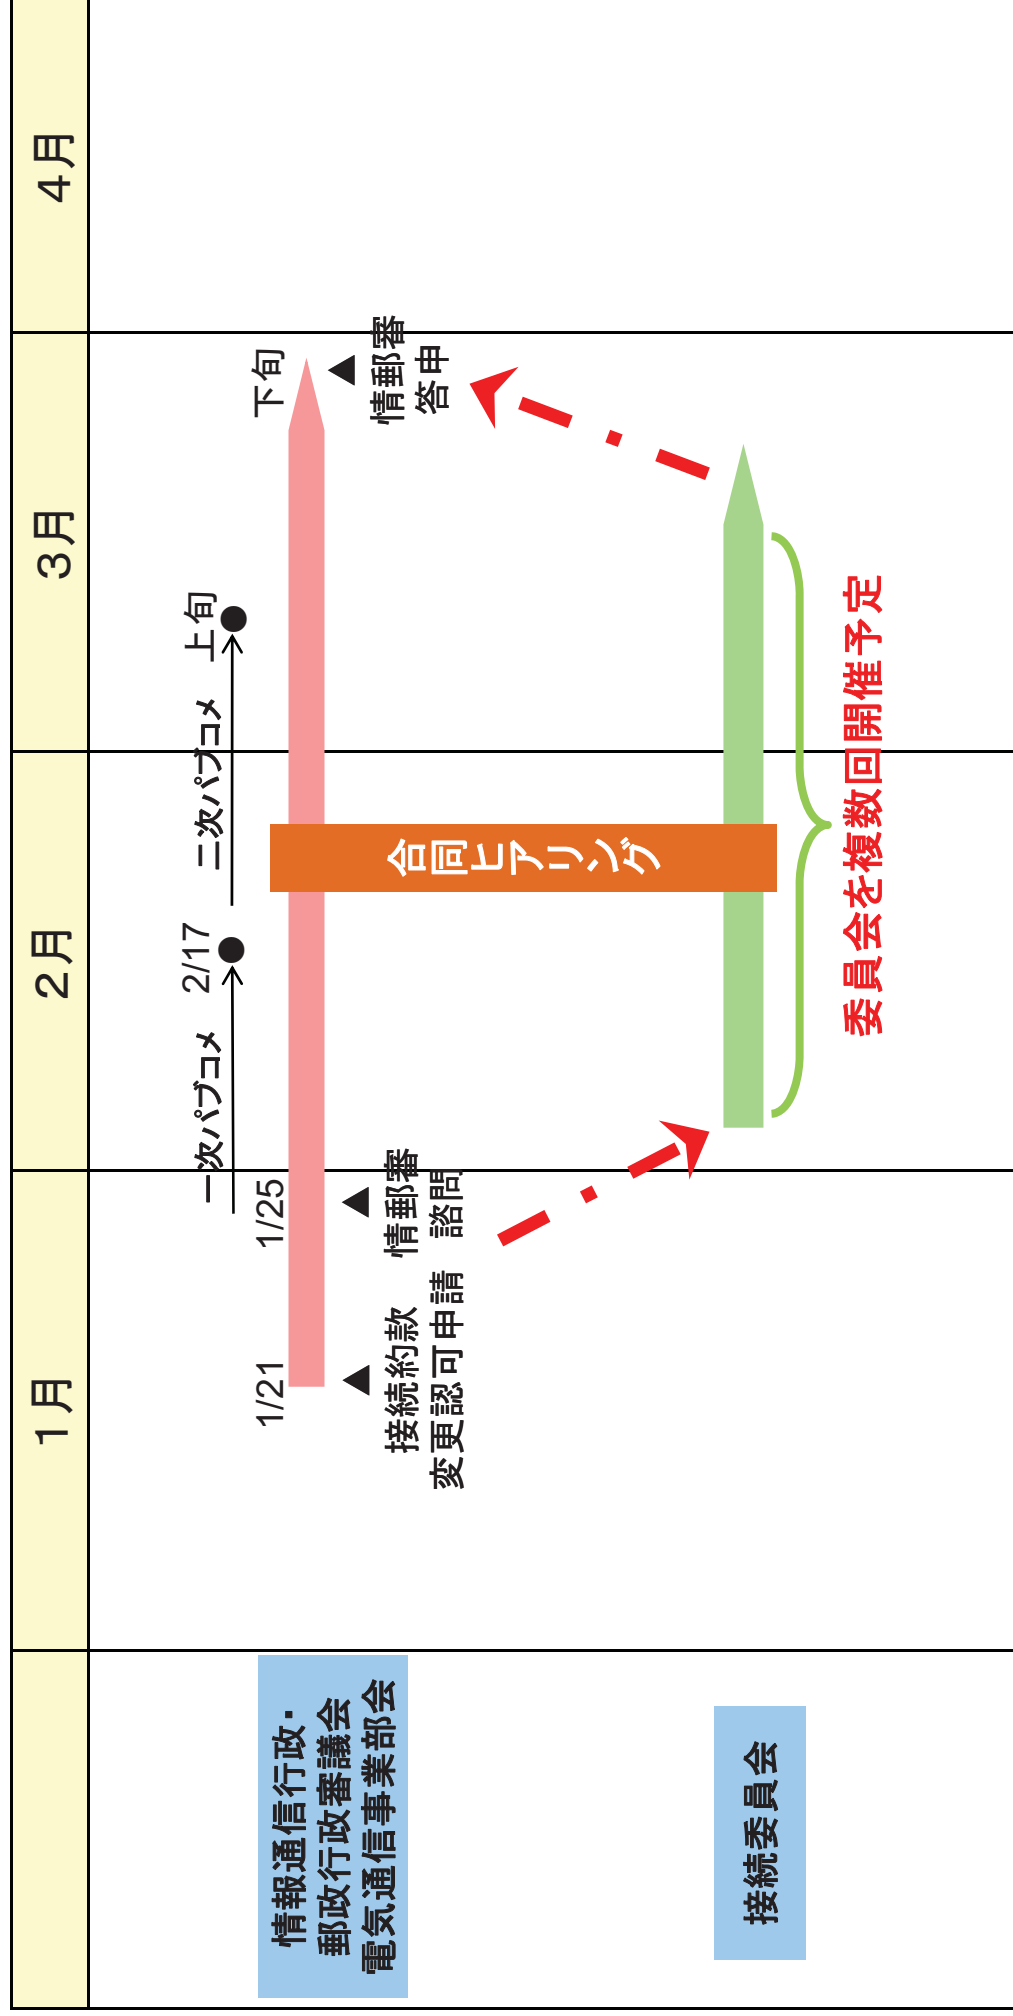 １月
２月
３月
４月
情報通信行政・
郵政行政審議会
電気通信事業部会
一次パブコメ
2/17
二次パブコメ
上旬
1/21
1/25
下旬
接続約款
変更認可申請
情郵審
諮問
情郵審
答申
合同ヒアリング
接続委員会
委員会を複数回開催予定